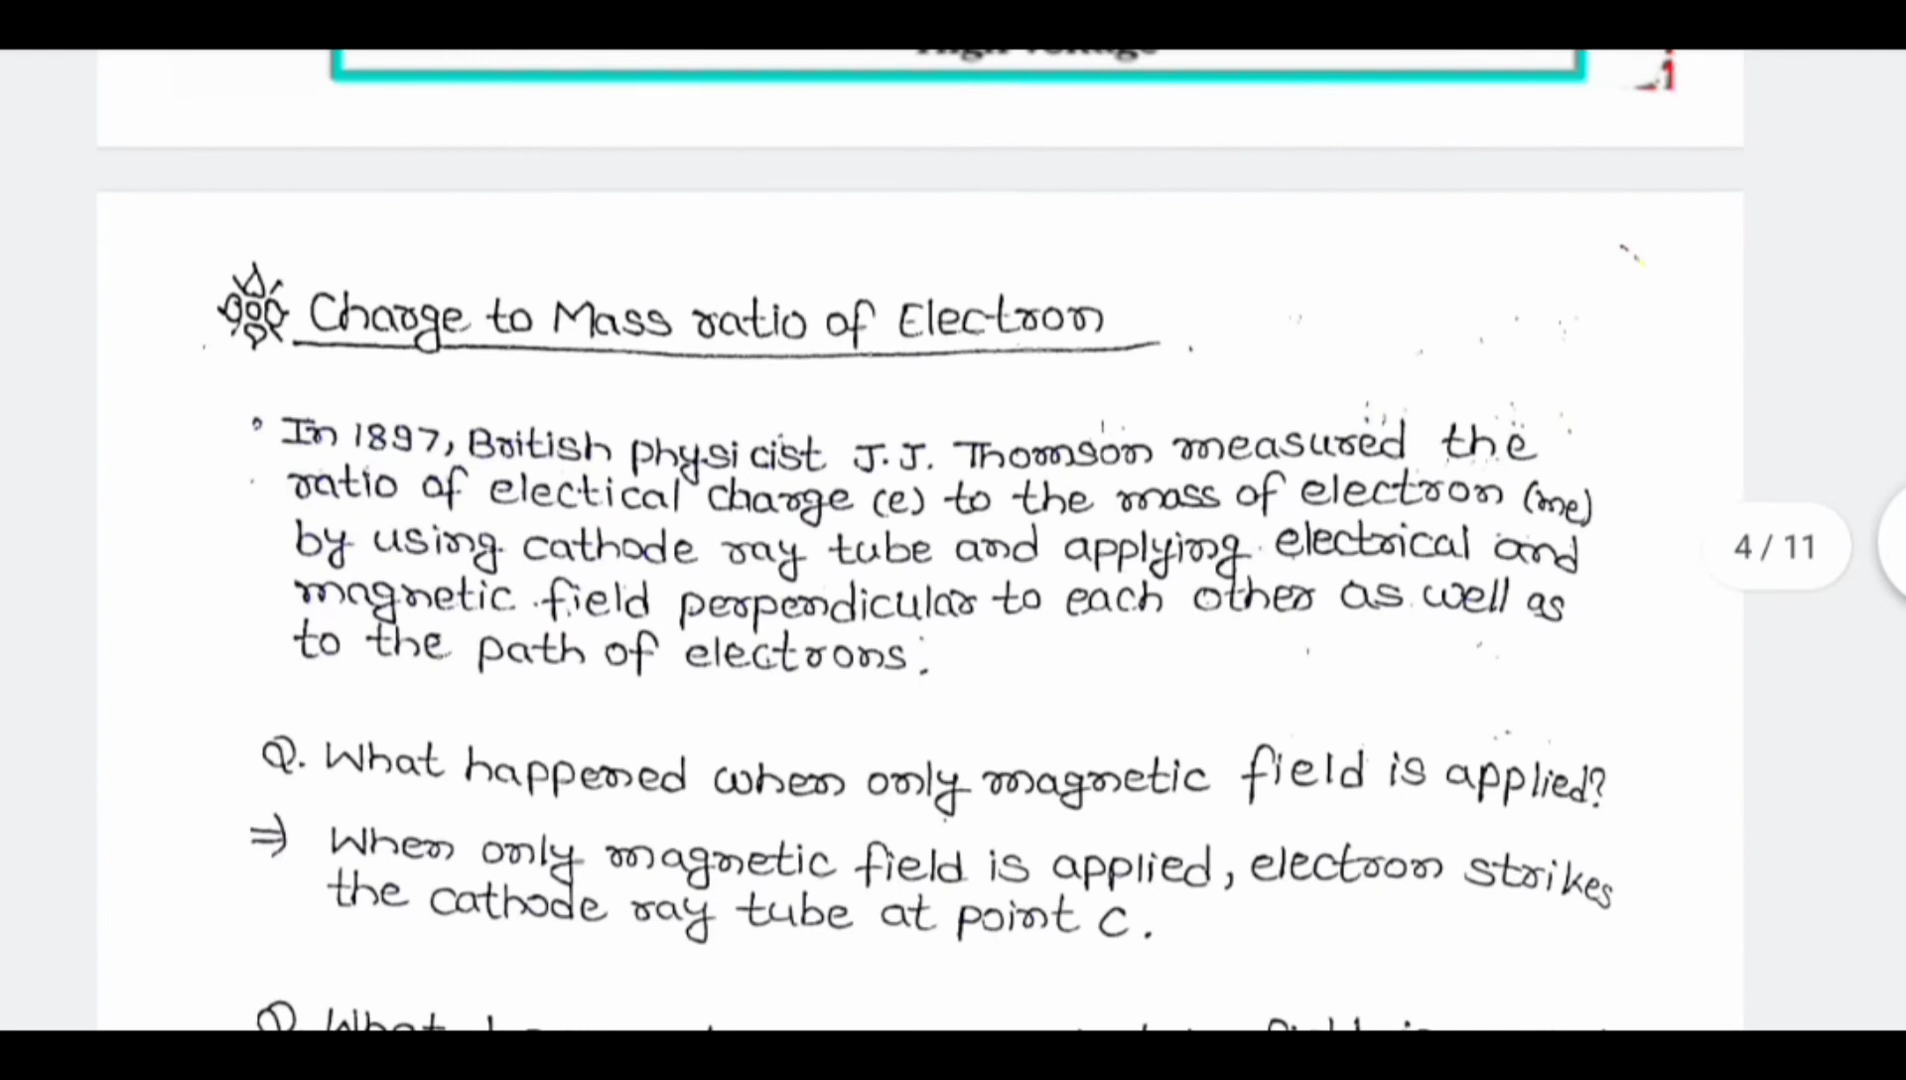 High Voltage
Charge to Mass ratio of Electron
• In 1897, British physicist J.J. Thomson measured the
ratio of electical charge (e) to the mass of electron (me)
by using cathode ray tube and applying electrical and
magnetic field perpendicular to each other as well as
to the path of electrons.
4 / 11
Q. What happened when only magnetic field is applied?
⇒ When only magnetic field is applied, electron strikes
the cathode ray tube at point C.
Q What